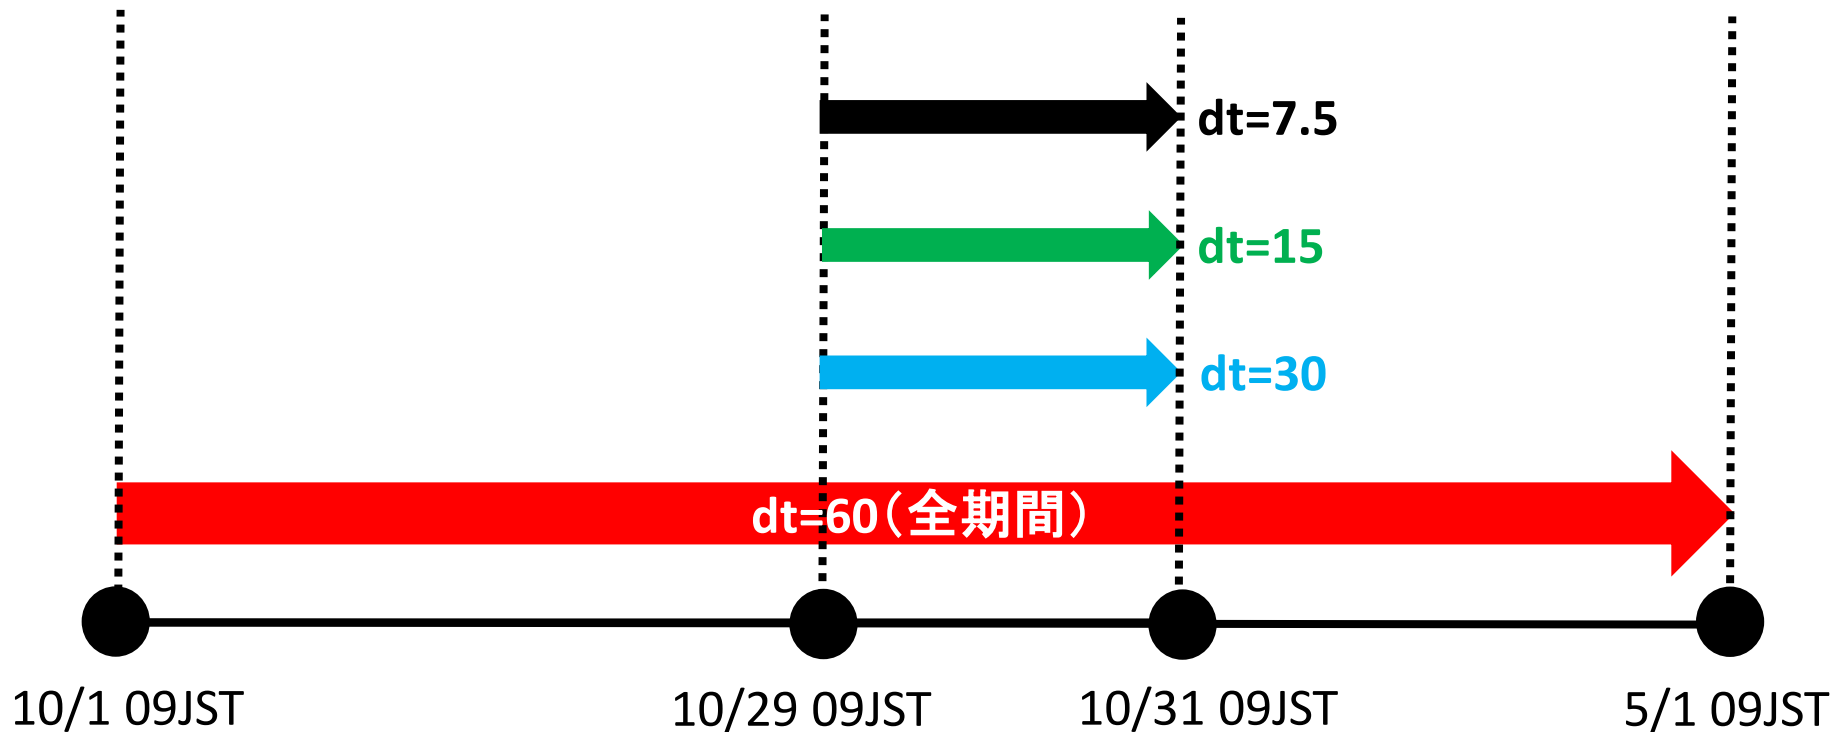 dt=7.5
dt=15
dt=30
dt=60（全期間）
10/1 09JST
10/29 09JST
10/31 09JST
5/1 09JST